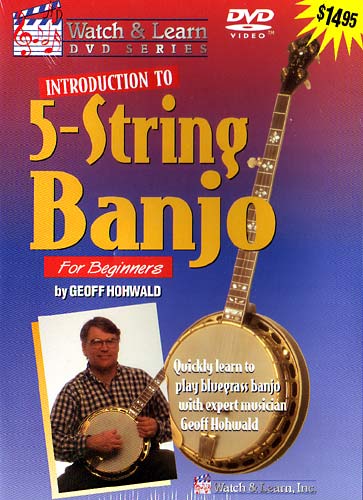 Watch & Learn
DVD SERIES
DVD
VIDEO™
$14.95
INTRODUCTION TO
5-String
Banjo
For Beginners
by GEOFF HOHWALD
Quickly learn to
play bluegrass banjo
with expert musician
Geoff Hohwald
Watch & Learn, Inc.